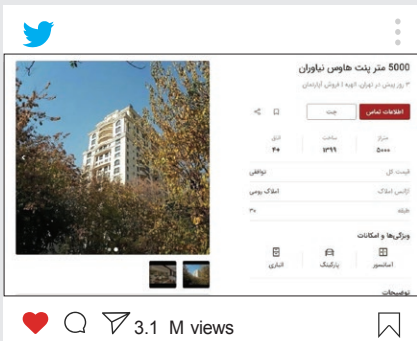 5000 متر پنت هاوس نیاوران
۳ روز پیش در تهران، الهیه | فروش آپارتمان
اطلاعات تماس
چت
متراژ ساخت اتاق
۵۰۰۰ ۱۳۹۹ +۴
قیمت کل توافقی
آژانس املاک املاک رومی
طبقه ۳۰
ویژگی‌ها و امکانات
آسانسور پارکینگ انباری
توضیحات
3.1 M views